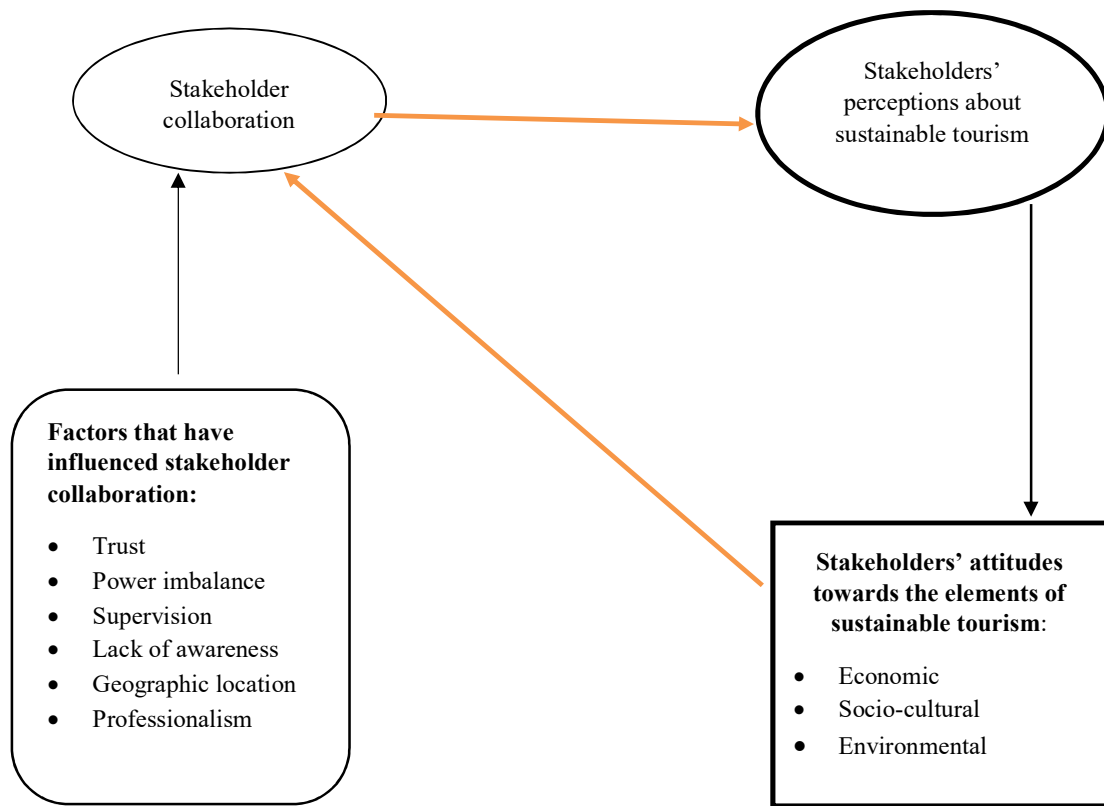 Stakeholder
collaboration
Stakeholders’
perceptions about
sustainable tourism
Factors that have
influenced stakeholder
collaboration:
• Trust
• Power imbalance
• Supervision
• Lack of awareness
• Geographic location
• Professionalism
Stakeholders’ attitudes
towards the elements of
sustainable tourism:
• Economic
• Socio-cultural
• Environmental